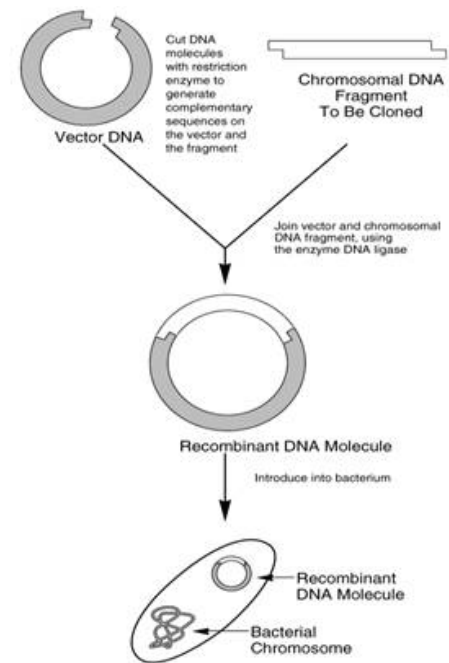 Cut DNA
molecules
with restriction
enzyme to
generate
complementary
sequences on
the vector and
the fragment
Vector DNA
Chromosomal DNA
Fragment
To Be Cloned
Join vector and chromosomal
DNA fragment, using
the enzyme DNA ligase
Recombinant DNA Molecule
Introduce into bacterium
Recombinant
DNA Molecule
Bacterial
Chromosome